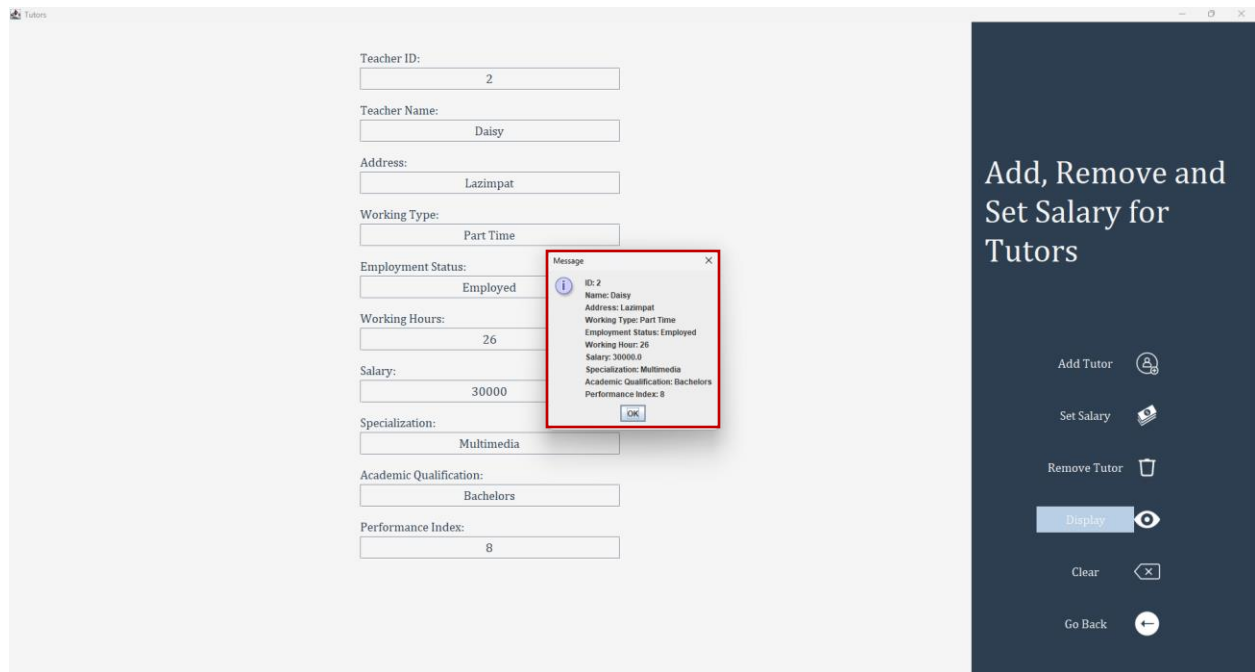 Tutors
Teacher ID:
2
Teacher Name:
Daisy
Address:
Lazimpat
Working Type:
Part Time
Employment Status:
Employed
Working Hours:
26
Salary:
30000
Specialization:
Multimedia
Academic Qualification:
Bachelors
Performance Index:
8
Message
ID: 2
Name: Daisy
Address: Lazimpat
Working Type: Part Time
Employment Status: Employed
Working Hour: 26
Salary: 30000.0
Specialization: Multimedia
Academic Qualification: Bachelors
Performance Index: 8
OK
Add, Remove and
Set Salary for
Tutors
Add Tutor
Set Salary
Remove Tutor
Display
Clear
Go Back